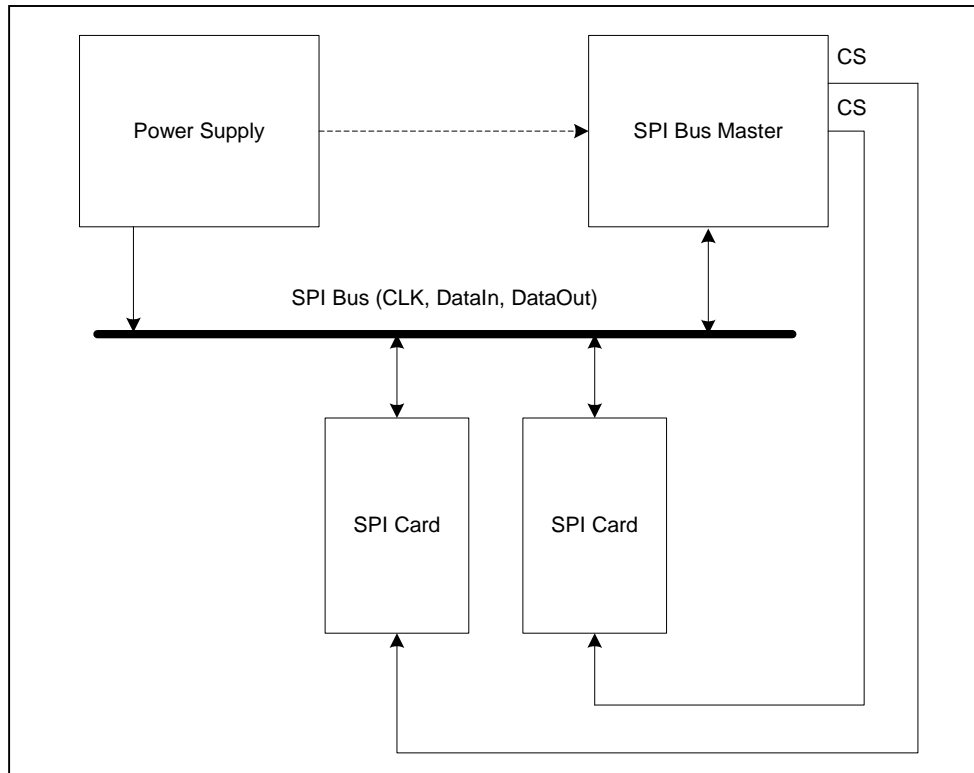 CS
CS
Power Supply
SPI Bus Master
SPI Bus (CLK, DataIn, DataOut)
SPI Card
SPI Card